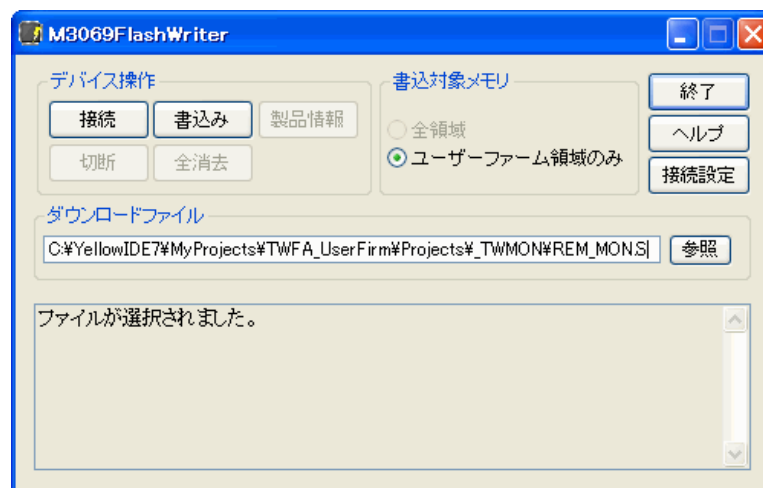 M3069FlashWriter
デバイス操作
接続 書込み 製品情報
切断 全消去
書込対象メモリ
全領域
ユーザーファーム領域のみ
終了
ヘルプ
接続設定
ダウンロードファイル
C:¥YellowIDE7¥MyProjects¥TWFA_UserFirm¥Projects¥_TWMON¥REM_MON.S 参照
ファイルが選択されました。